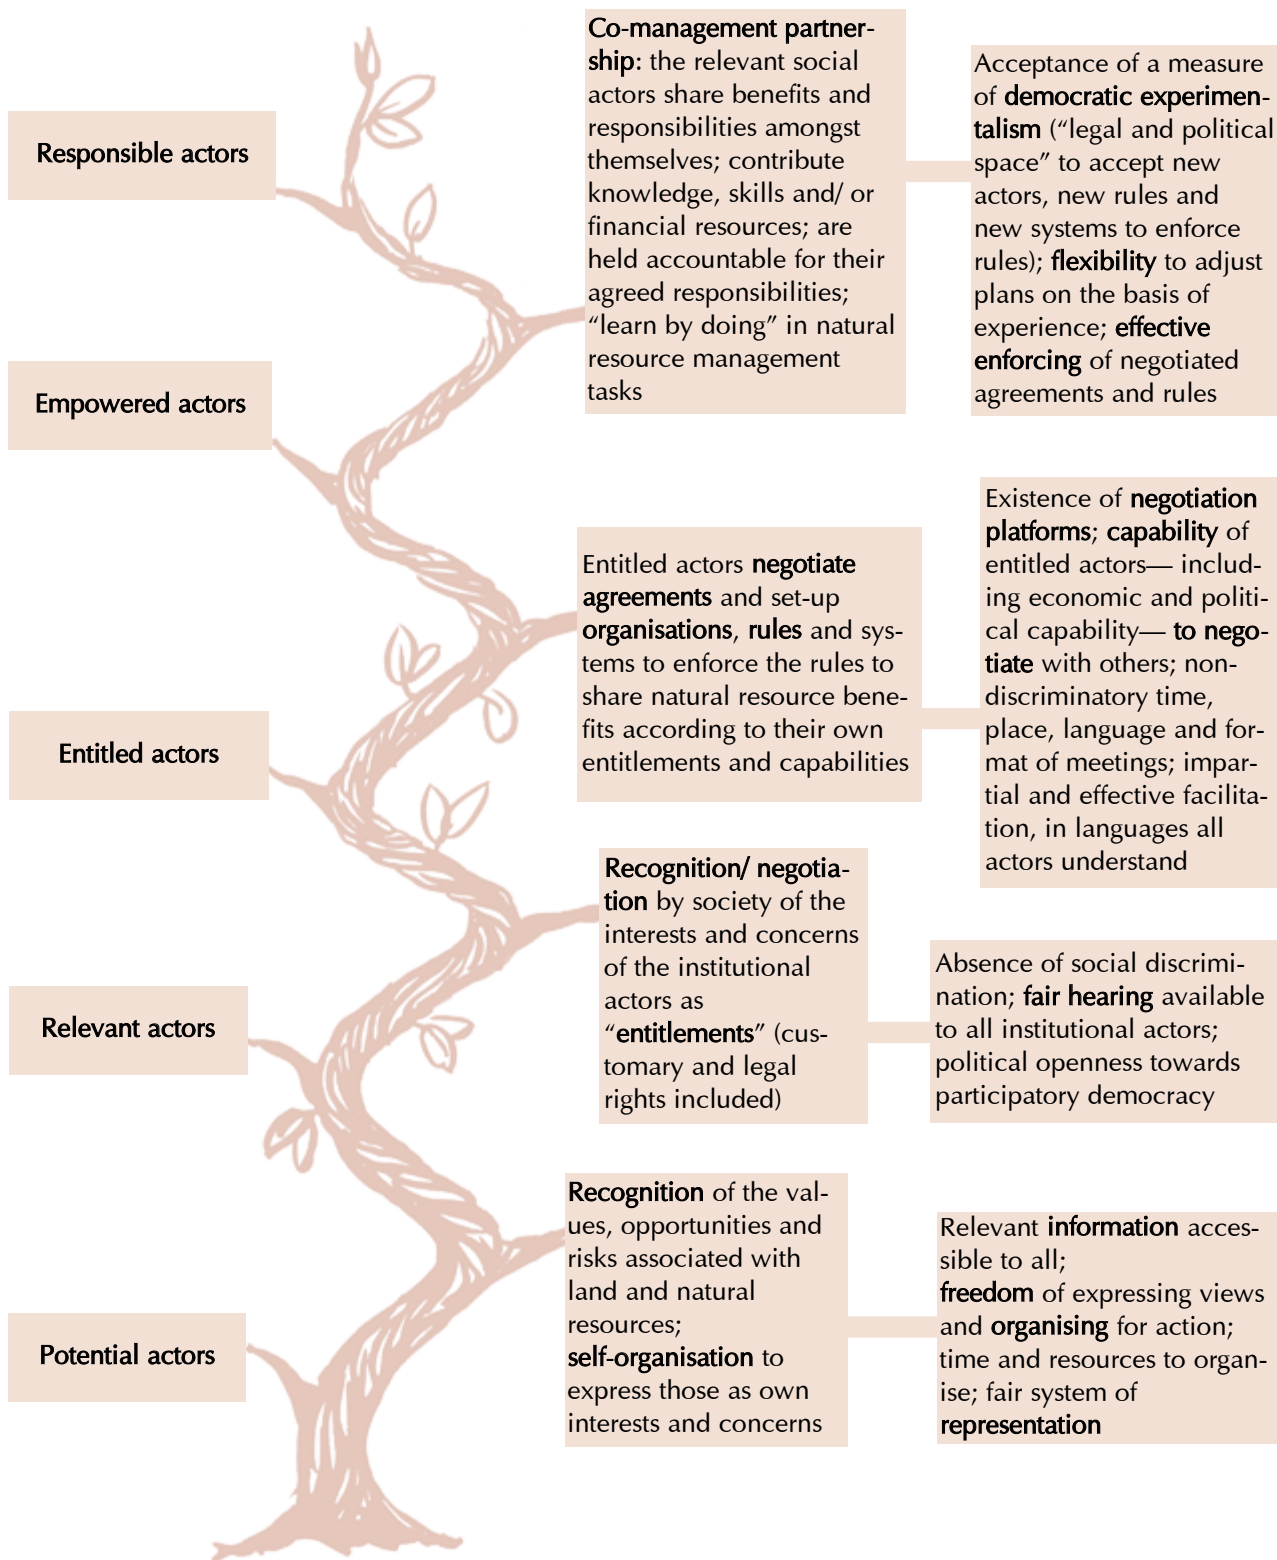 Responsible actors
Co-management partner-
ship: the relevant social
actors share benefits and
responsibilities amongst
themselves; contribute
knowledge, skills and/ or
financial resources; are
held accountable for their
agreed responsibilities;
“learn by doing” in natural
resource management
tasks
Acceptance of a measure
of democratic experimen-
talism (“legal and political
space” to accept new
actors, new rules and
new systems to enforce
rules); flexibility to adjust
plans on the basis of
experience; effective
enforcing of negotiated
agreements and rules
Empowered actors
Entitled actors negotiate
agreements and set-up
organisations, rules and sys-
tems to enforce the rules to
share natural resource bene-
fits according to their own
entitlements and capabilities
Existence of negotiation
platforms; capability of
entitled actors— includ-
ing economic and politi-
cal capability— to nego-
tiate with others; non-
discriminatory time,
place, language and for-
mat of meetings; impar-
tial and effective facilita-
tion, in languages all
actors understand
Entitled actors
Recognition/ negotia-
tion by society of the
interests and concerns
of the institutional
actors as
“entitlements” (cus-
tomary and legal
rights included)
Absence of social discrimi-
nation; fair hearing available
to all institutional actors;
political openness towards
participatory democracy
Relevant actors
Recognition of the val-
ues, opportunities and
risks associated with
land and natural
resources;
self-organisation to
express those as own
interests and concerns
Relevant information acces-
sible to all;
freedom of expressing views
and organising for action;
time and resources to organ-
ise; fair system of
representation
Potential actors